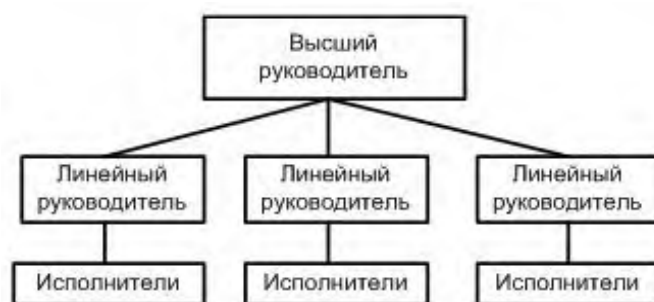 Высший
руководитель
Линейный
руководитель
Линейный
руководитель
Линейный
руководитель
Исполнители
Исполнители
Исполнители